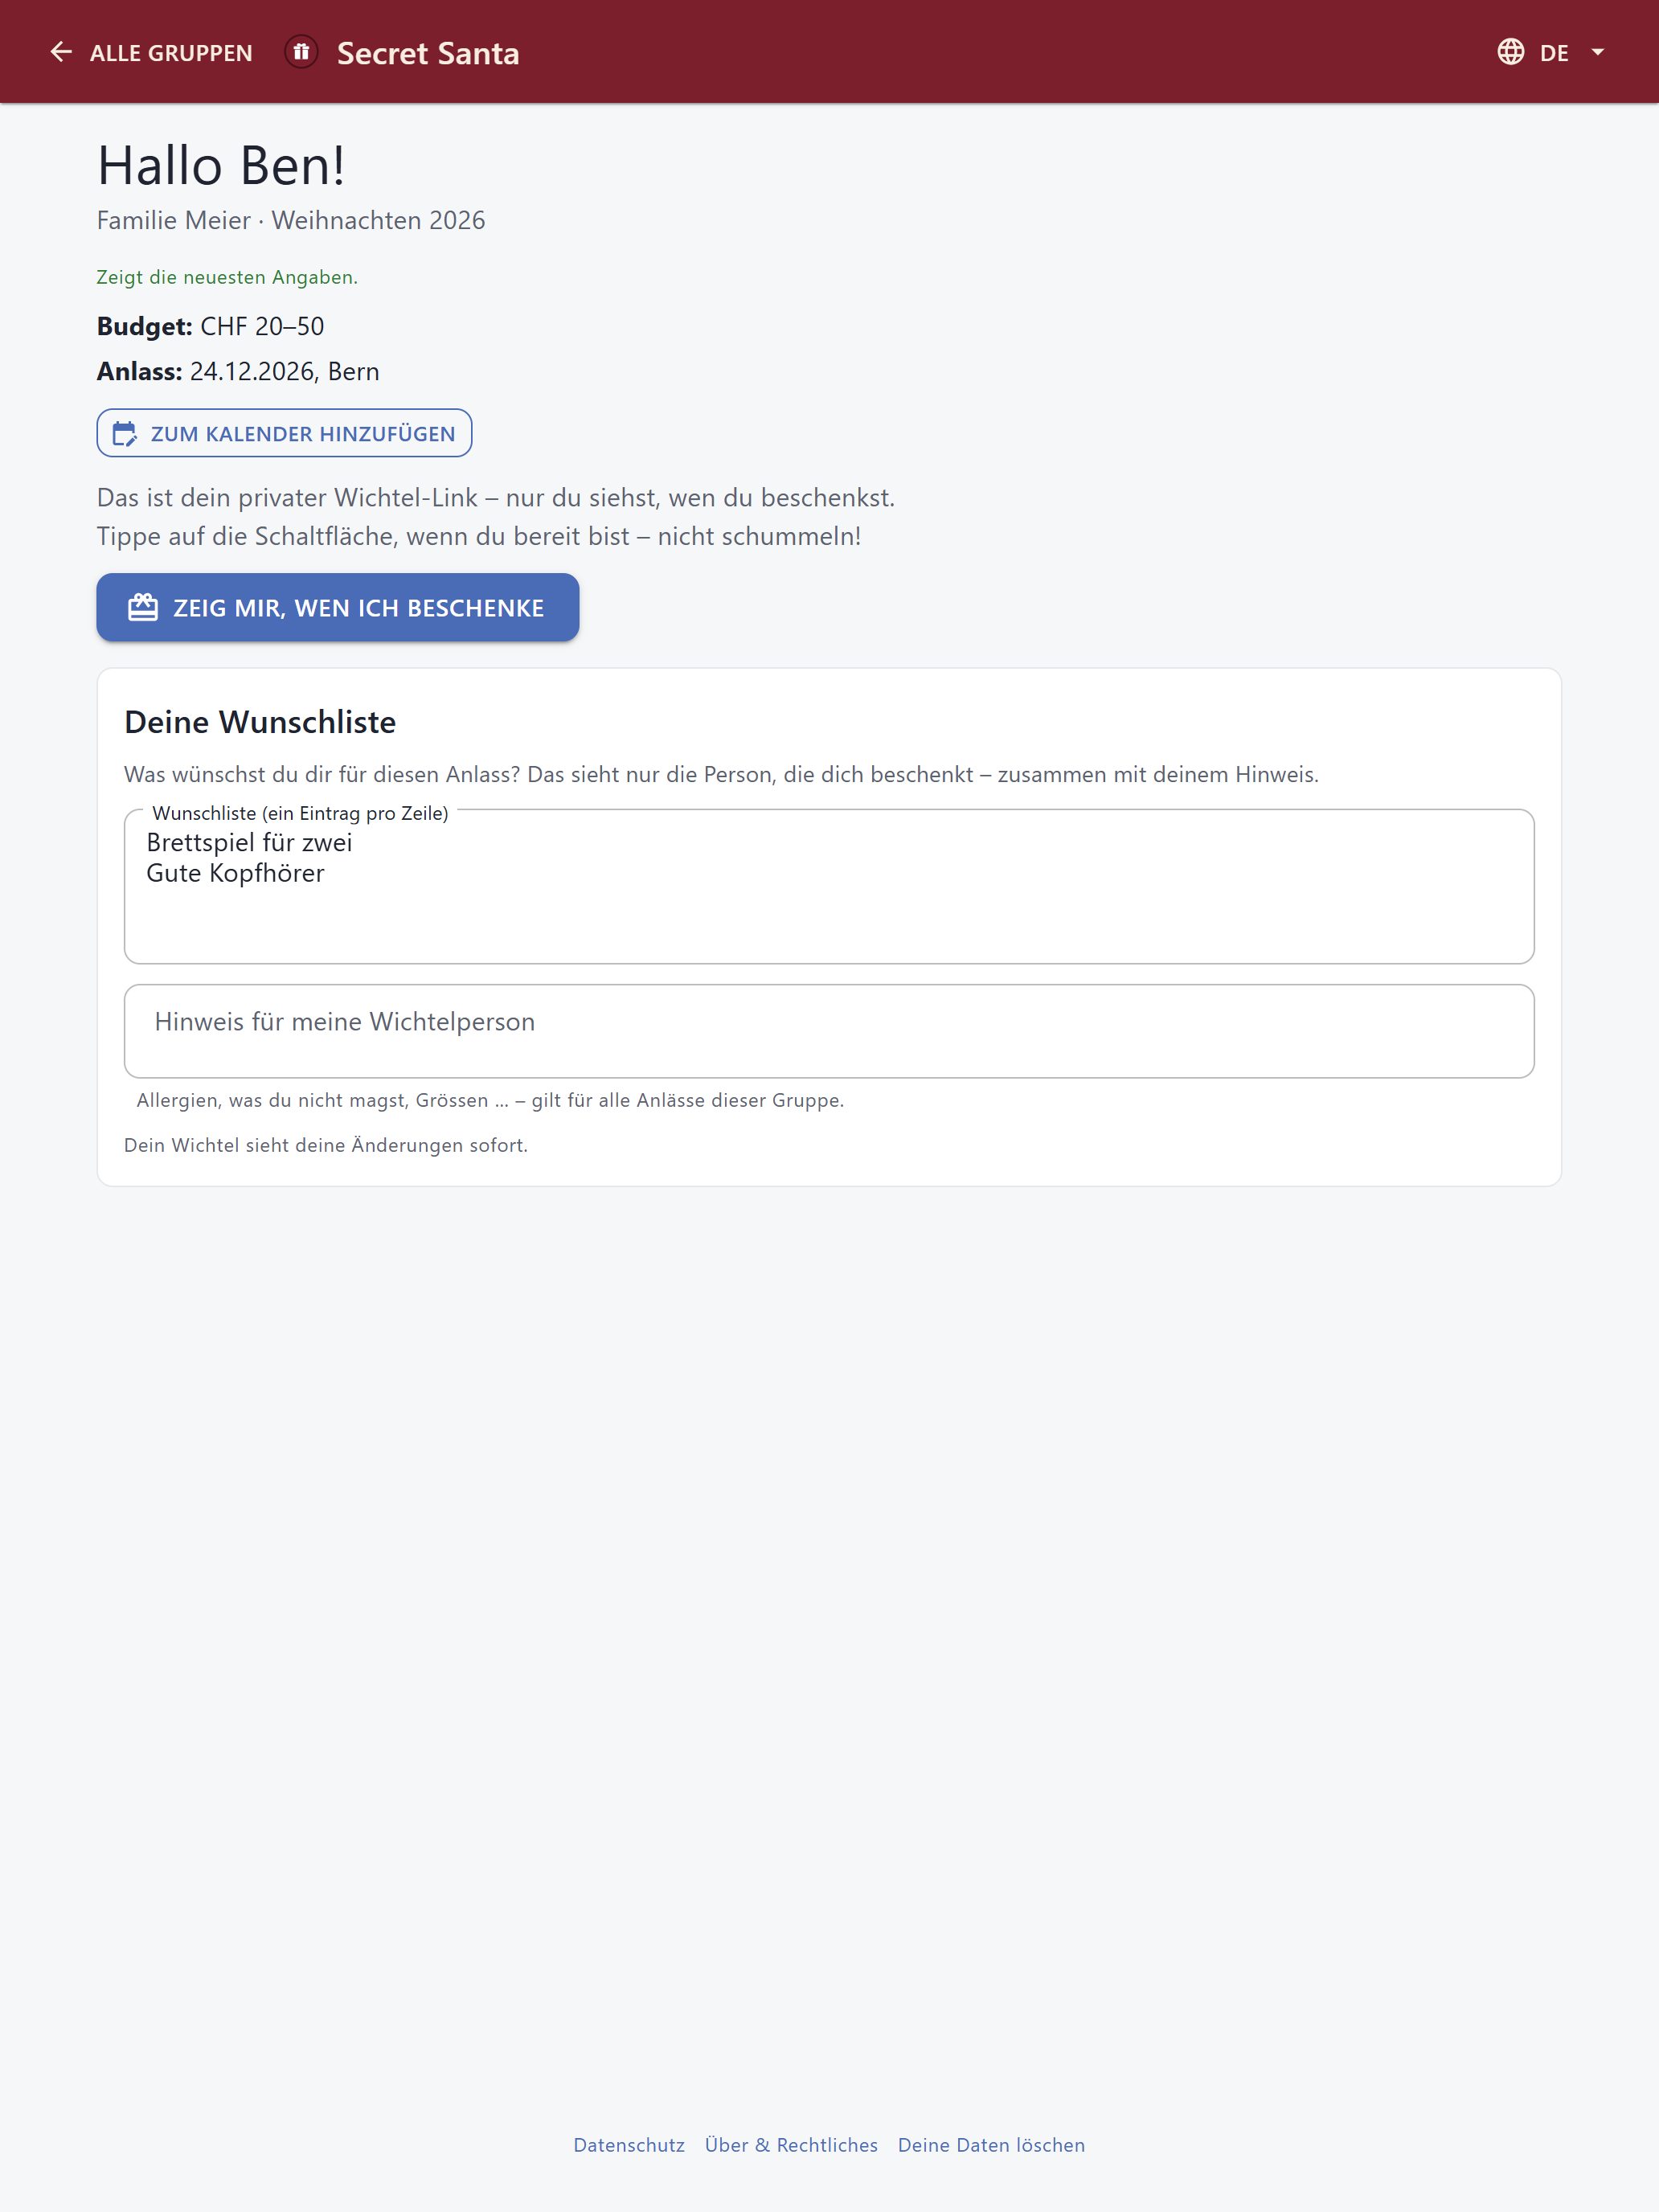 ALLE GRUPPEN
Secret Santa
DE
Hallo Ben!
Familie Meier · Weihnachten 2026
Zeigt die neuesten Angaben.
Budget: CHF 20–50
Anlass: 24.12.2026, Bern
ZUM KALENDER HINZUFÜGEN
Das ist dein privater Wichtel-Link – nur du siehst, wen du beschenkst.
Tippe auf die Schaltfläche, wenn du bereit bist – nicht schummeln!
ZEIG MIR, WEN ICH BESCHENKE
Deine Wunschliste
Was wünschst du dir für diesen Anlass? Das sieht nur die Person, die dich beschenkt – zusammen mit deinem Hinweis.
Wunschliste (ein Eintrag pro Zeile)
Brettspiel für zwei
Gute Kopfhörer
Hinweis für meine Wichtelperson
Allergien, was du nicht magst, Grössen … – gilt für alle Anlässe dieser Gruppe.
Dein Wichtel sieht deine Änderungen sofort.
Datenschutz Über & Rechtliches Deine Daten löschen